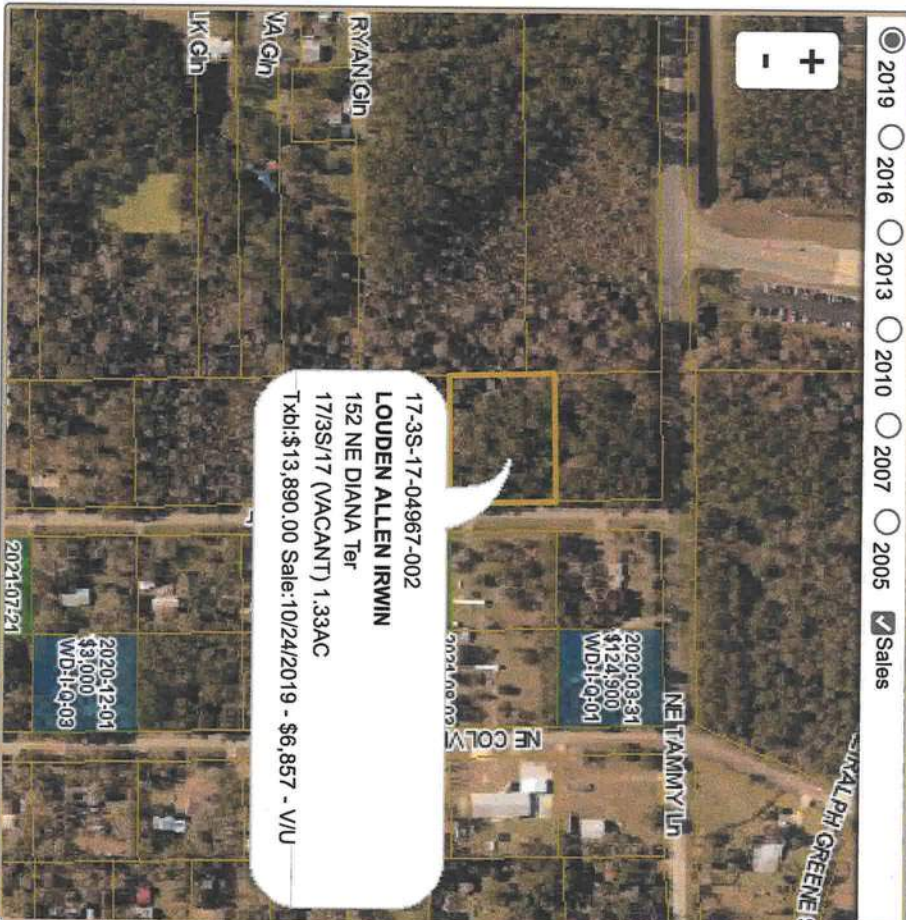 2019 2016 2013 2010 2007 2005 Sales
+
-
RYAN Gln
VA Gln
LK Gln
NE TAMMY Ln
RALPH GREENE
NE COLVI
2020-03-31
$124,900
WD-I-Q-01
17-3S-17-04967-002
LOUDEN ALLEN IRWIN
152 NE DIANA Ter
17/3S/17 (VACANT) 1.33AC
Txbl:$13,890.00 Sale:10/24/2019 - $6,857 - V/U
2020-12-01
$3,000
WD-I-Q-03
2021-07-21